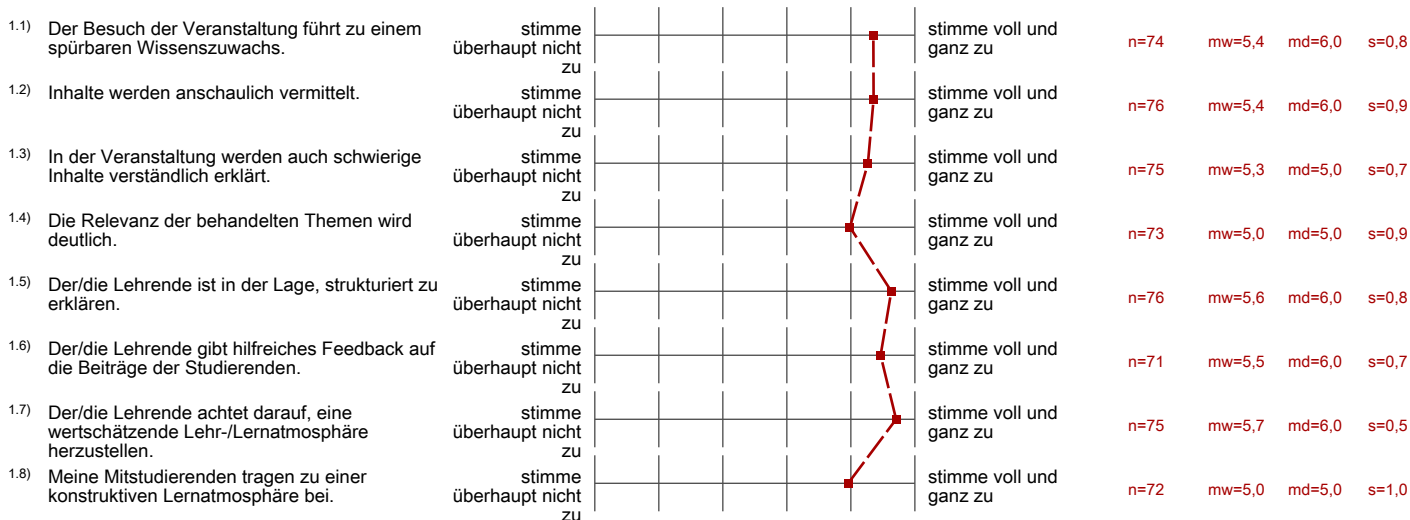 1.1) Der Besuch der Veranstaltung führt zu einem
spürbaren Wissenszuwachs.
stimme
überhaupt nicht
zu
stimme voll und
ganz zu
n=74 mw=5,4 md=6,0 s=0,8
1.2) Inhalte werden anschaulich vermittelt.
stimme
überhaupt nicht
zu
stimme voll und
ganz zu
n=76 mw=5,4 md=6,0 s=0,9
1.3) In der Veranstaltung werden auch schwierige
Inhalte verständlich erklärt.
stimme
überhaupt nicht
zu
stimme voll und
ganz zu
n=75 mw=5,3 md=5,0 s=0,7
1.4) Die Relevanz der behandelten Themen wird
deutlich.
stimme
überhaupt nicht
zu
stimme voll und
ganz zu
n=73 mw=5,0 md=5,0 s=0,9
1.5) Der/die Lehrende ist in der Lage, strukturiert zu
erklären.
stimme
überhaupt nicht
zu
stimme voll und
ganz zu
n=76 mw=5,6 md=6,0 s=0,8
1.6) Der/die Lehrende gibt hilfreiches Feedback auf
die Beiträge der Studierenden.
stimme
überhaupt nicht
zu
stimme voll und
ganz zu
n=71 mw=5,5 md=6,0 s=0,7
1.7) Der/die Lehrende achtet darauf, eine
wertschätzende Lehr-/Lernatmosphäre
herzustellen.
stimme
überhaupt nicht
zu
stimme voll und
ganz zu
n=75 mw=5,7 md=6,0 s=0,5
1.8) Meine Mitstudierenden tragen zu einer
konstruktiven Lernatmosphäre bei.
stimme
überhaupt nicht
zu
stimme voll und
ganz zu
n=72 mw=5,0 md=5,0 s=1,0